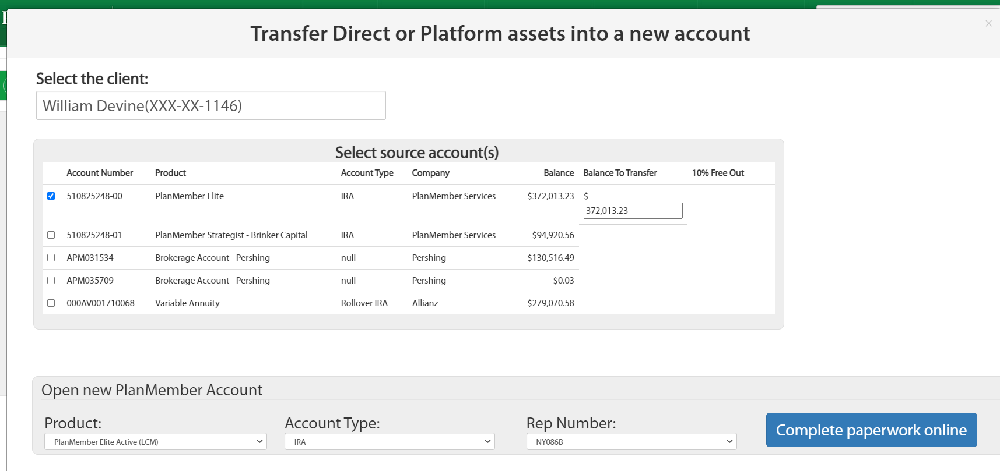 Transfer Direct or Platform assets into a new account
×
Select the client:
William Devine(XXX-XX-1146)
Select source account(s)
Account Number Product Account Type Company Balance Balance To Transfer 10% Free Out
510825248-00 PlanMember Elite IRA PlanMember Services $372,013.23 $
372,013.23
510825248-01 PlanMember Strategist - Brinker Capital IRA PlanMember Services $94,920.56
APM031534 Brokerage Account - Pershing null Pershing $130,516.49
APM035709 Brokerage Account - Pershing null Pershing $0.03
000AV001710068 Variable Annuity Rollover IRA Allianz $279,070.58
Open new PlanMember Account
Product: Account Type: Rep Number:
PlanMember Elite Active (LCM) IRA NY086B
Complete paperwork online